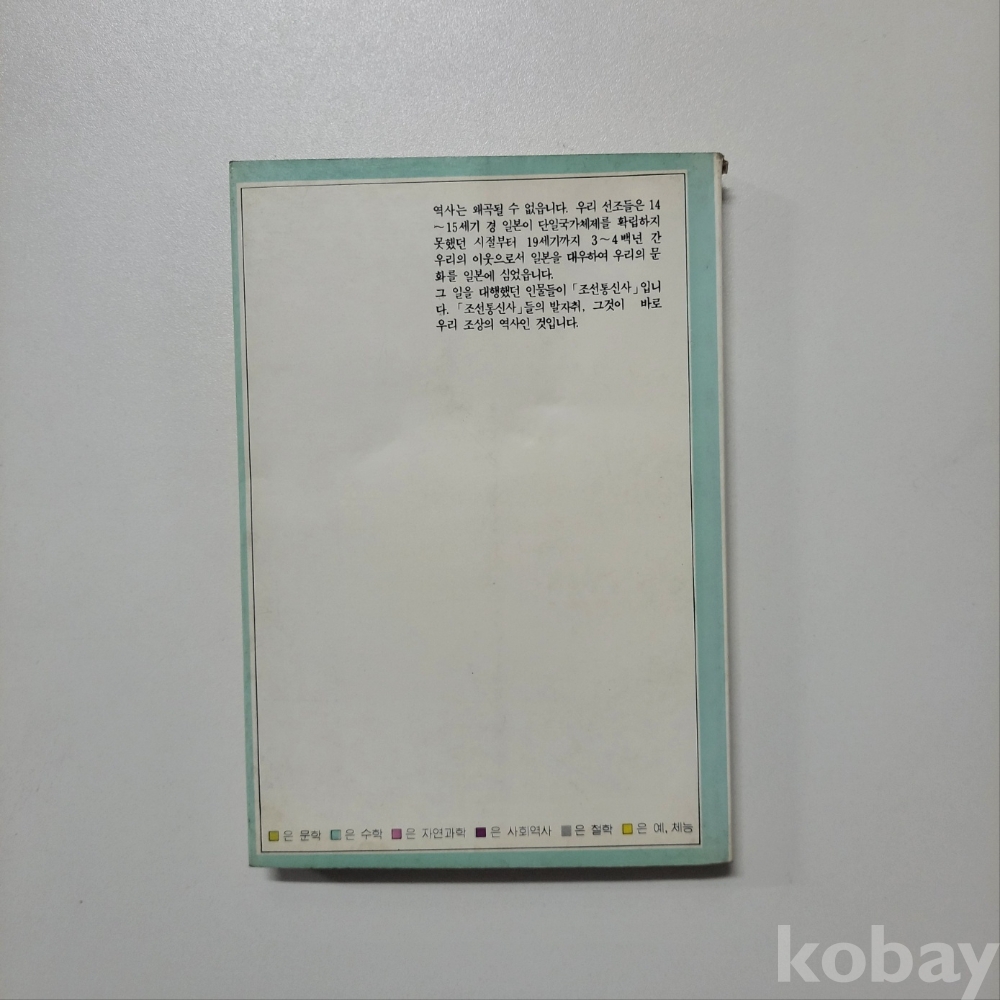 역사는 왜곡될 수 없읍니다. 우리 선조들은 14
~15세기 경 일본이 단일국가체제를 확립하지
못했던 시절부터 19세기까지 3~4백년 간
우리의 이웃으로서 일본을 대우하여 우리의 문
화를 일본에 심었읍니다.
그 일을 대행했던 인물들이 「조선통신사」입니
다. 「조선통신사」들의 발자취, 그것이 바로
우리 조상의 역사인 것입니다.
은 문학 은 수학 은 자연과학 은 사회역사 은 철학 은 예, 체능
kobay